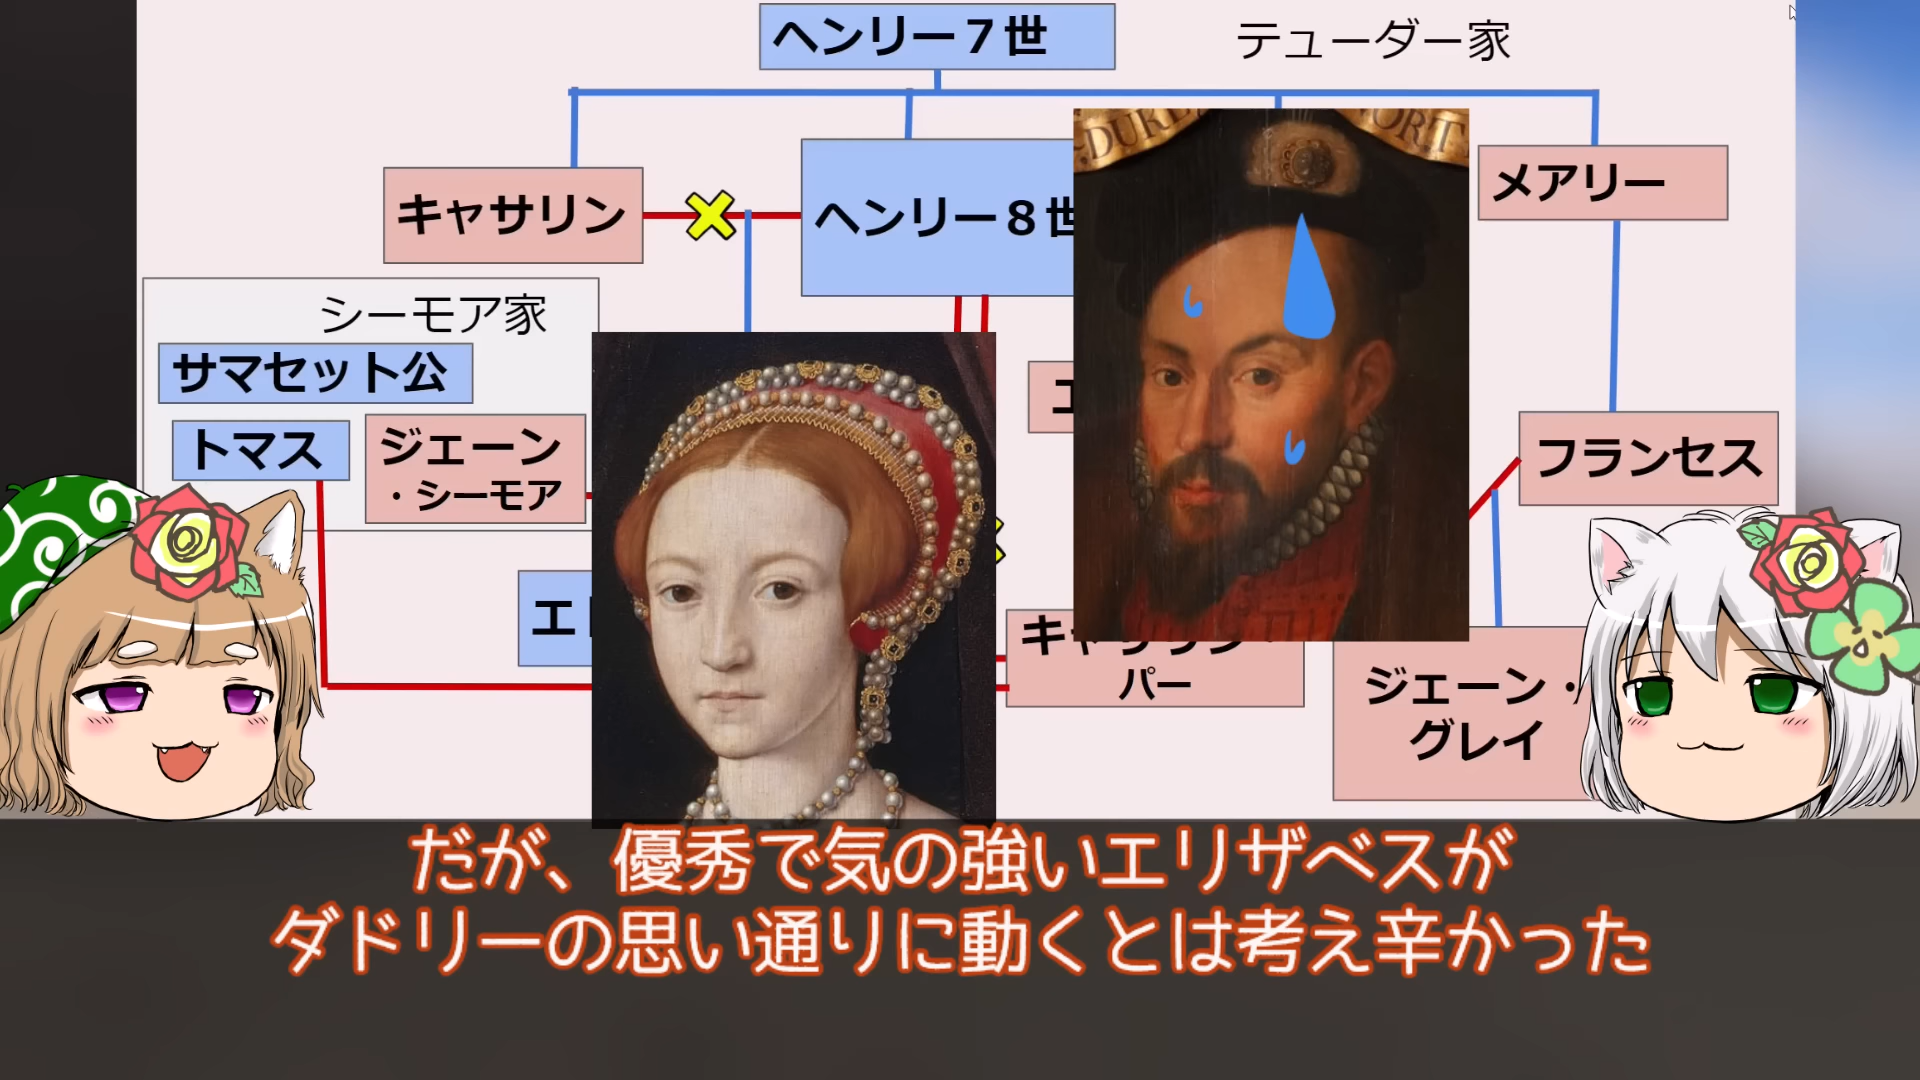 ヘンリー７世
テューダー家
キャサリン
ヘンリー８世
DUKE
ORT
メアリー
シーモア家
サマセット公
トマス
ジェーン
・シーモア
フランセス
パー
ジェーン・
グレイ
だが、優秀で気の強いエリザベスが
ダドリーの思い通りに動くとは考え辛かった